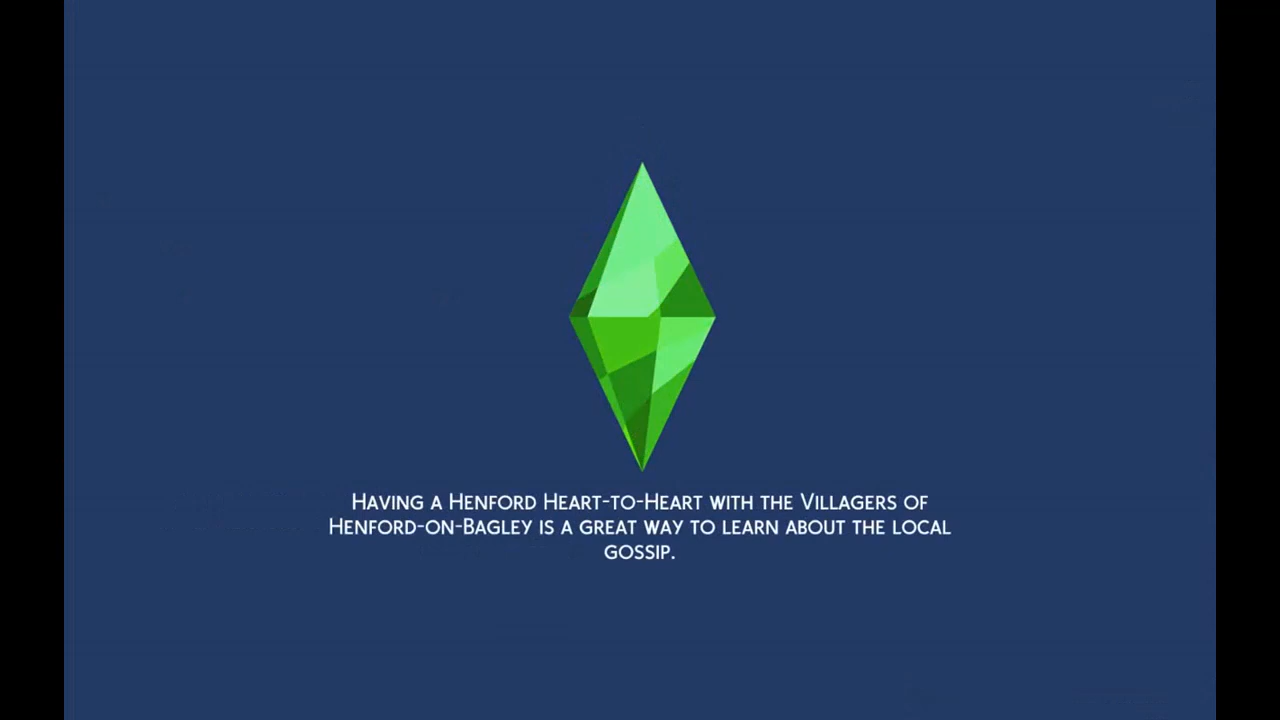 Having a Henford Heart-to-Heart with the Villagers of
Henford-on-Bagley is a great way to learn about the local
gossip.